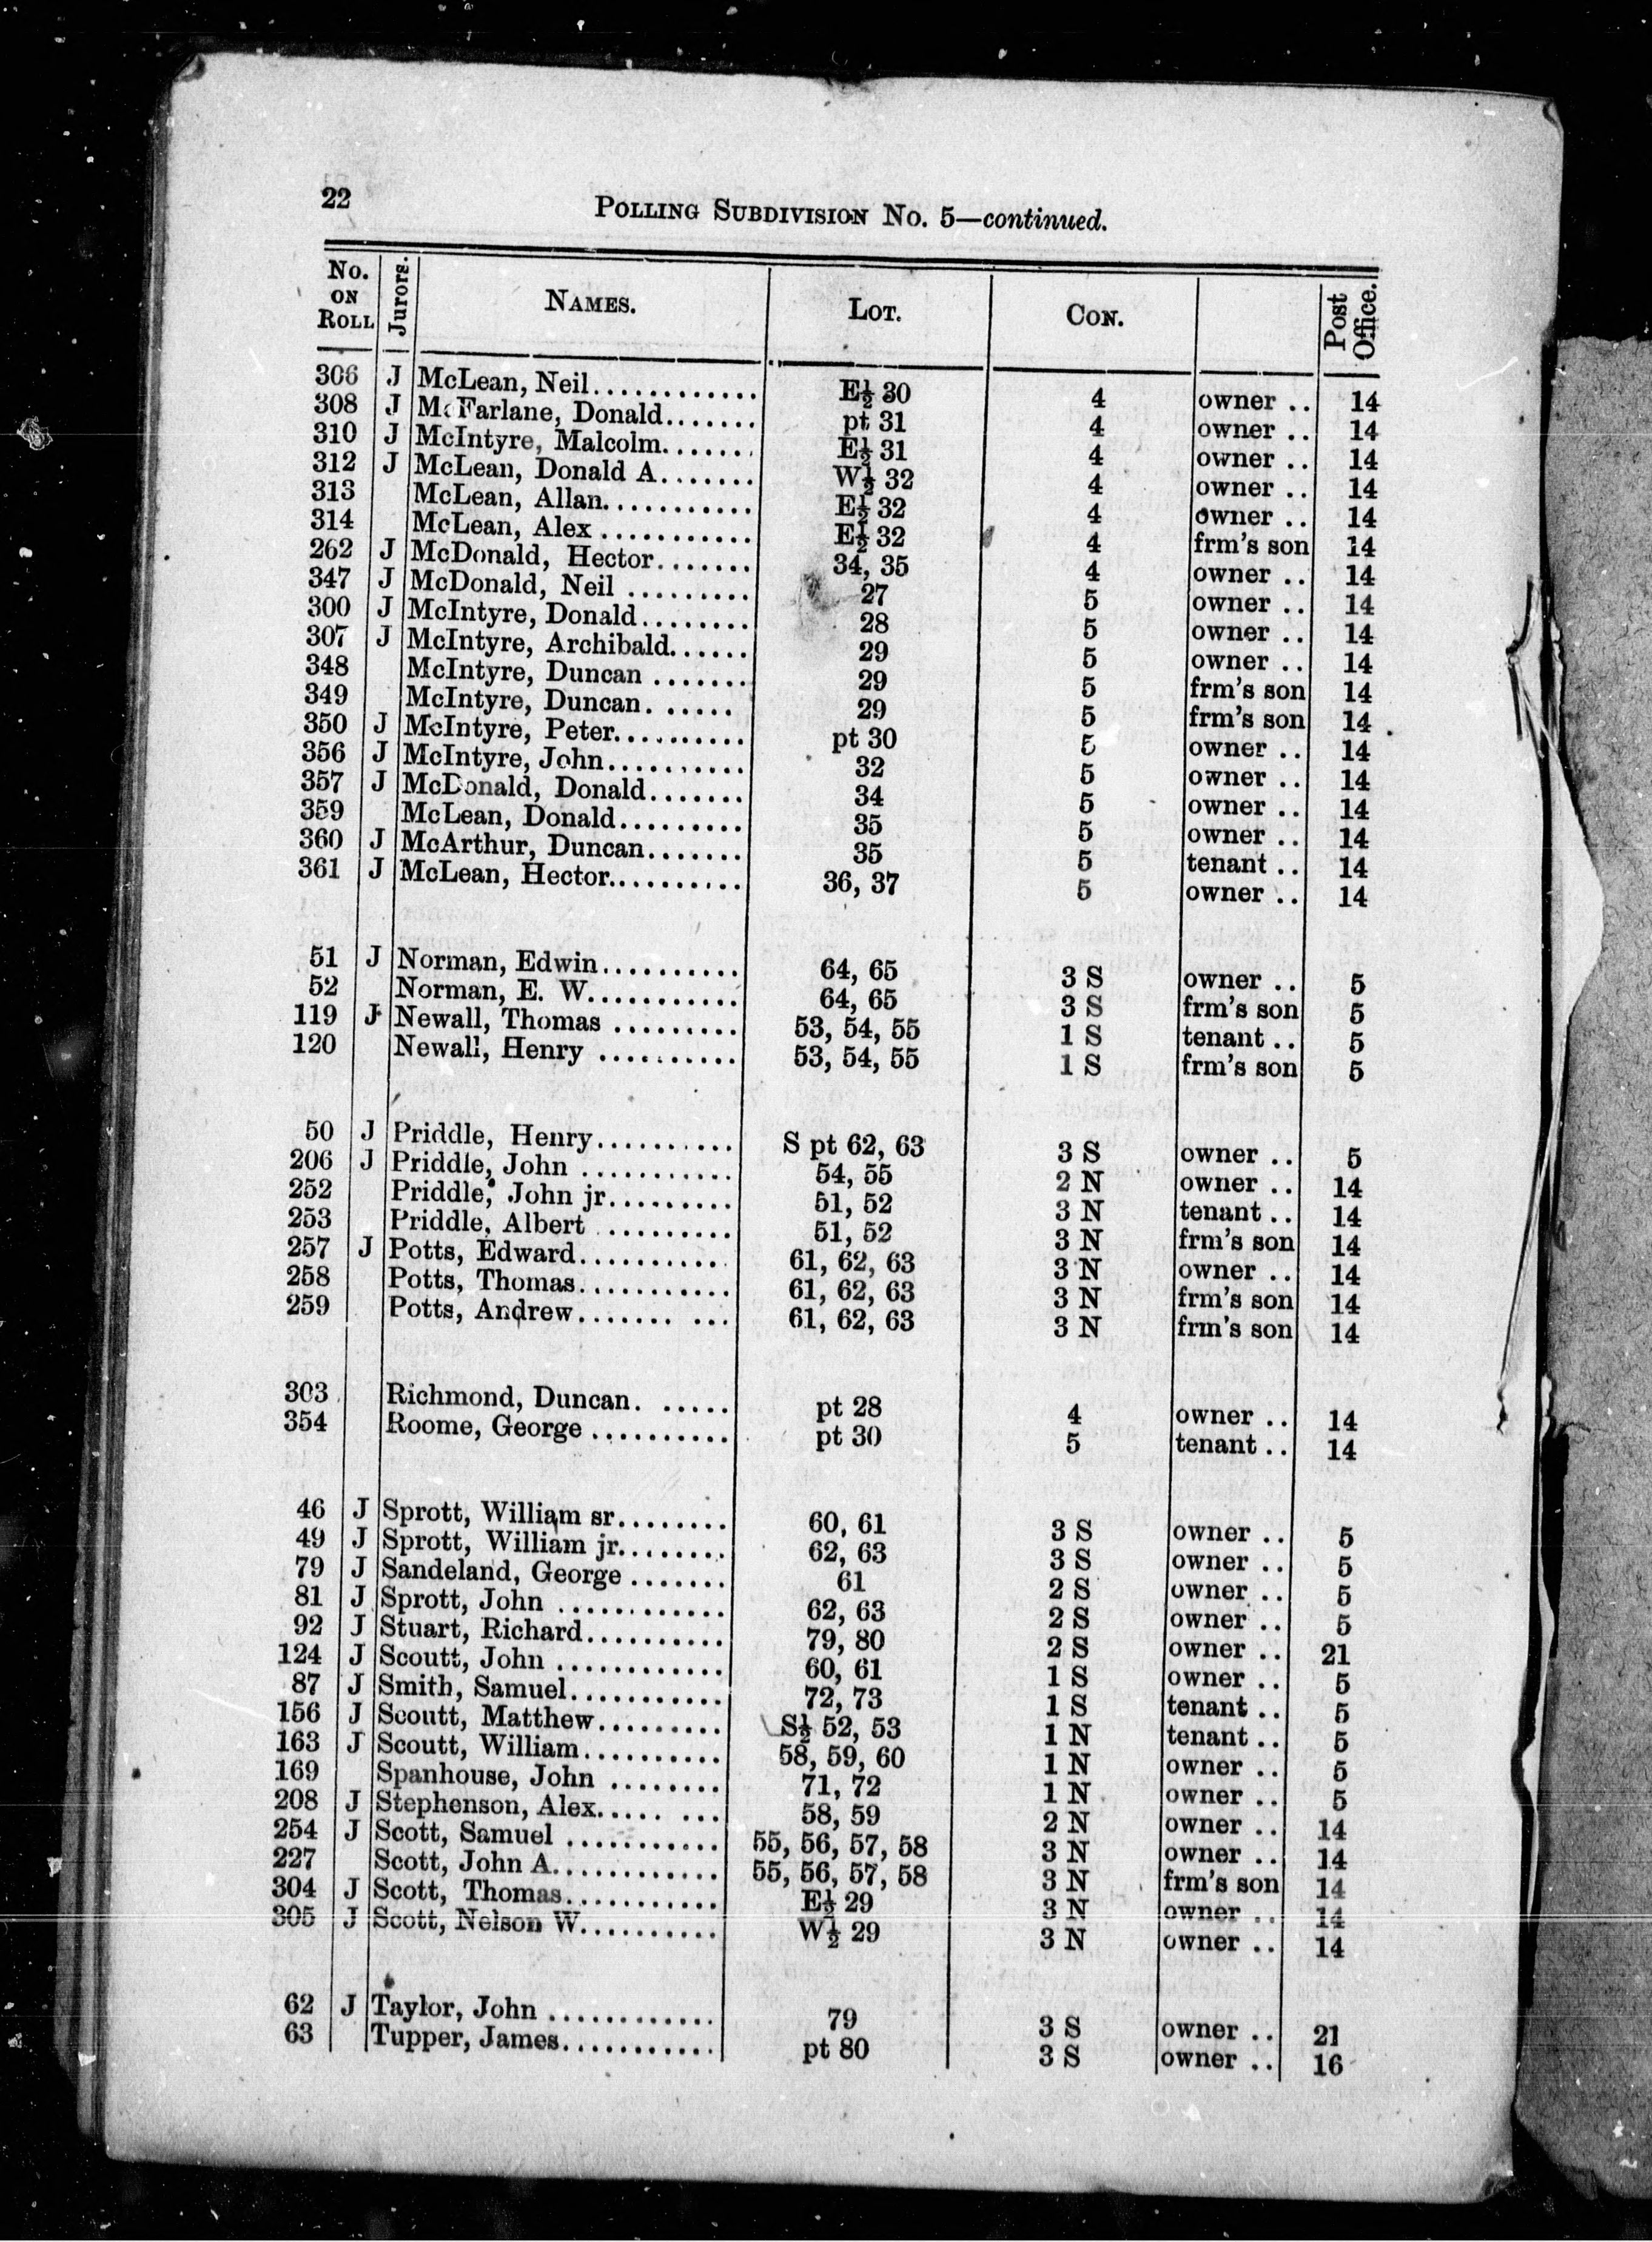 22
POLLING SUBDIVISION No. 5—continued.
No. ON ROLL Jurors. NAMES. LOT. CON. Post Office.
306 J McLean, Neil............ E½ 30 4 owner .. 14
308 J McFarlane, Donald....... pt 31 4 owner .. 14
310 J McIntyre, Malcolm....... E½ 31 4 owner .. 14
312 J McLean, Donald A....... W½ 32 4 owner .. 14
313 McLean, Allan........... E½ 32 4 owner .. 14
314 McLean, Alex ........... E½ 32 4 frm's son 14
262 J McDonald, Hector....... 34, 35 4 owner .. 14
347 J McDonald, Neil ......... 27 5 owner .. 14
300 J McIntyre, Donald........ 28 5 owner .. 14
307 J McIntyre, Archibald...... 29 5 owner .. 14
348 McIntyre, Duncan ....... 29 5 frm's son 14
349 McIntyre, Duncan. ...... 29 5 frm's son 14
350 J McIntyre, Peter.......... pt 30 5 owner .. 14
356 J McIntyre, John.......... 32 5 owner .. 14
357 J McDonald, Donald....... 34 5 owner .. 14
359 McLean, Donald......... 35 5 owner .. 14
360 J McArthur, Duncan....... 35 5 tenant .. 14
361 J McLean, Hector.......... 36, 37 5 owner .. 14
51 J Norman, Edwin.......... 64, 65 3 S owner .. 5
52 Norman, E. W........... 64, 65 3 S frm's son 5
119 J Newall, Thomas ......... 53, 54, 55 1 S tenant .. 5
120 Newall, Henry .......... 53, 54, 55 1 S frm's son 5
50 J Priddle, Henry.......... S pt 62, 63 3 S owner .. 5
206 J Priddle, John ........... 54, 55 2 N owner .. 14
252 Priddle, John jr......... 51, 52 3 N tenant .. 14
253 Priddle, Albert ......... 51, 52 3 N frm's son 14
257 J Potts, Edward.......... 61, 62, 63 3 N owner .. 14
258 Potts, Thomas........... 61, 62, 63 3 N frm's son 14
259 Potts, Andrew....... ... 61, 62, 63 3 N frm's son 14
303 Richmond, Duncan. ...... pt 28 4 owner .. 14
354 Roome, George .......... pt 30 5 tenant .. 14
46 J Sprott, William sr........ 60, 61 3 S owner .. 5
49 J Sprott, William jr........ 62, 63 3 S owner .. 5
79 J Sandeland, George ....... 61 2 S owner .. 5
81 J Sprott, John ............ 62, 63 2 S owner .. 5
92 J Stuart, Richard.......... 79, 80 2 S owner .. 21
124 J Scoutt, John ............ 60, 61 1 S owner .. 5
87 J Smith, Samuel........... 72, 73 1 S tenant .. 5
156 J Scoutt, Matthew......... S½ 52, 53 1 N tenant .. 5
163 J Scoutt, William.......... 58, 59, 60 1 N owner .. 5
169 Spanhouse, John ........ 71, 72 1 N owner .. 5
208 J Stephenson, Alex..... ... 58, 59 2 N owner .. 14
254 J Scott, Samuel ........... 55, 56, 57, 58 3 N owner .. 14
227 Scott, John A............ 55, 56, 57, 58 3 N frm's son 14
304 J Scott, Thomas........... E½ 29 3 N owner .. 14
305 J Scott, Nelson W.......... W½ 29 3 N owner .. 14
62 J Taylor, John ............ 79 3 S owner .. 21
63 Tupper, James........... pt 80 3 S owner .. 16